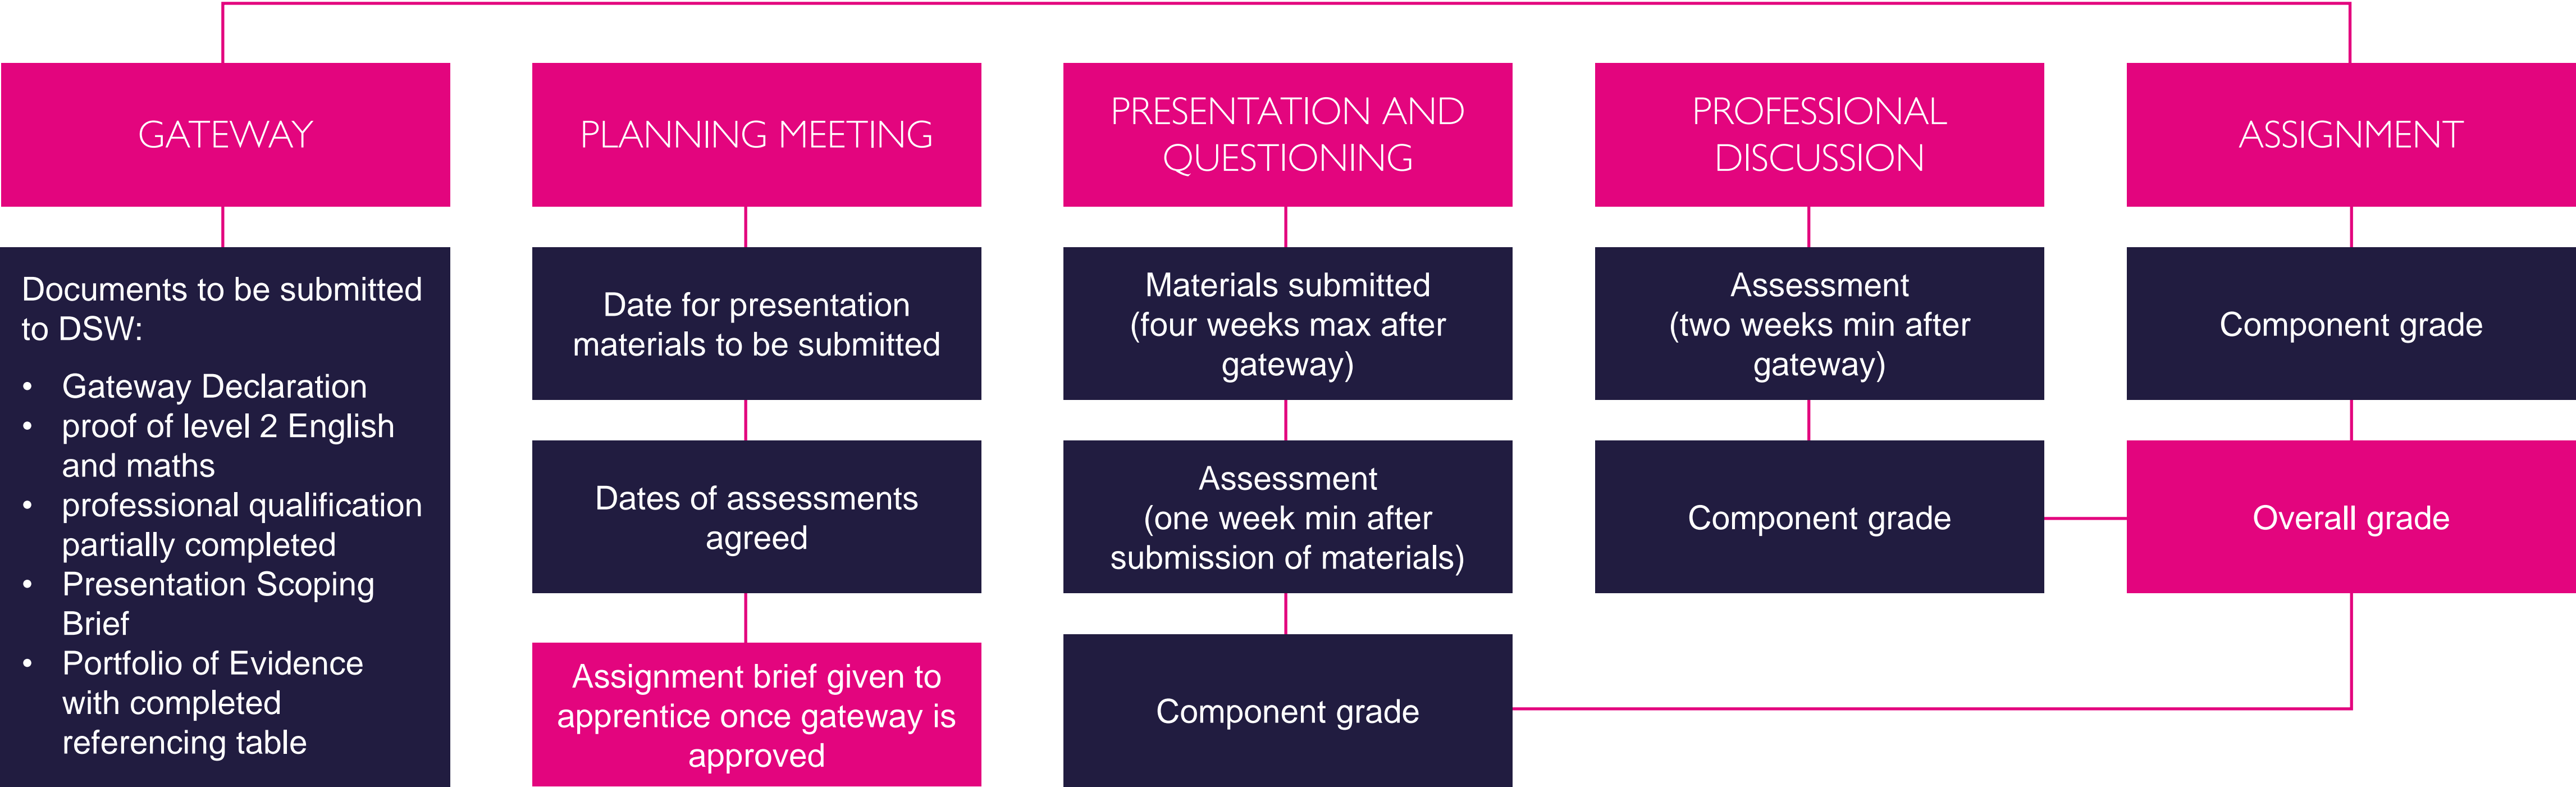 GATEWAY
Documents to be submitted
to DSW:
• Gateway Declaration
• proof of level 2 English
and maths
• professional qualification
partially completed
• Presentation Scoping
Brief
• Portfolio of Evidence
with completed
referencing table
PLANNING MEETING
Date for presentation
materials to be submitted
Dates of assessments
agreed
Assignment brief given to
apprentice once gateway is
approved
PRESENTATION AND
QUESTIONING
Materials submitted
(four weeks max after
gateway)
Assessment
(one week min after
submission of materials)
Component grade
PROFESSIONAL
DISCUSSION
Assessment
(two weeks min after
gateway)
Component grade
ASSIGNMENT
Component grade
Overall grade